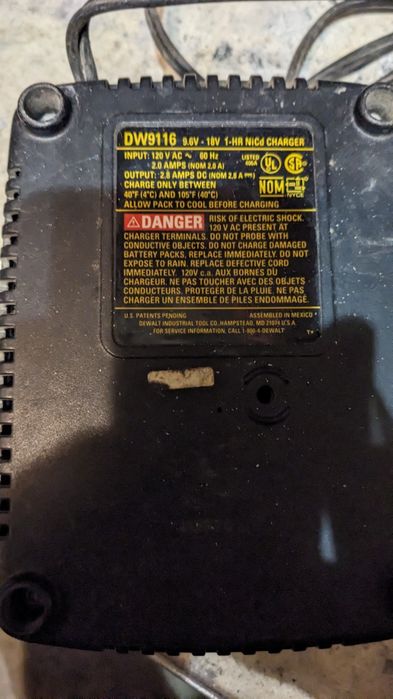 DW9116 9.6V - 18V 1-HR NiCd CHARGER
INPUT: 120 V AC ~ 60 Hz
2.0 AMPS (NOM 2,0 A)
OUTPUT: 2.8 AMPS DC (NOM 2,8 A ⎓)
CHARGE ONLY BETWEEN
40°F (4°C) AND 105°F (40°C)
ALLOW PACK TO COOL BEFORE CHARGING
LISTED
UL
NOM
NYCE
⚠DANGER RISK OF ELECTRIC SHOCK.
120 V AC PRESENT AT
CHARGER TERMINALS. DO NOT PROBE WITH
CONDUCTIVE OBJECTS. DO NOT CHARGE DAMAGED
BATTERY PACKS, REPLACE IMMEDIATELY. DO NOT
EXPOSE TO RAIN. REPLACE DEFECTIVE CORD
IMMEDIATELY. 120V c.a. AUX BORNES DU
CHARGEUR. NE PAS TOUCHER AVEC DES OBJETS
CONDUCTEURS. PROTEGER DE LA PLUIE. NE PAS
CHARGER UN ENSEMBLE DE PILES ENDOMMAGÉ.
U.S. PATENTS PENDING ASSEMBLED IN MEXICO
DEWALT INDUSTRIAL TOOL CO., HAMPSTEAD, MD 21074 U.S.A.
FOR SERVICE INFORMATION, CALL 1-800-4-DEWALT